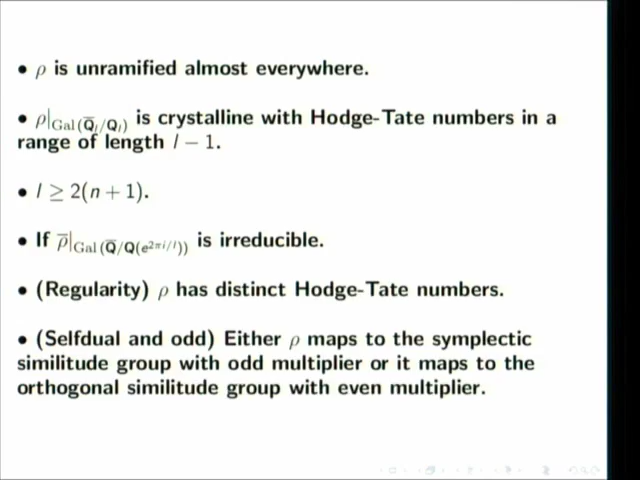 • ρ is unramified almost everywhere.
• ρ|Gal(Q̅ₗ/Qₗ) is crystalline with Hodge-Tate numbers in a
range of length l − 1.
• l ≥ 2(n + 1).
• If ρ̅|Gal(Q̅/Q(e^{2πi/l})) is irreducible.
• (Regularity) ρ has distinct Hodge-Tate numbers.
• (Selfdual and odd) Either ρ maps to the symplectic
similitude group with odd multiplier or it maps to the
orthogonal similitude group with even multiplier.